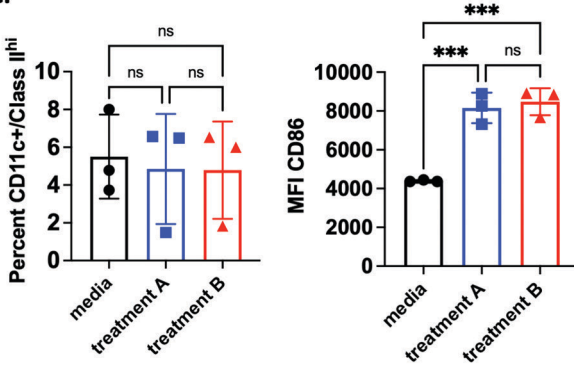 ns
ns
ns
Percent CD11c+/Class II^hi
10
8
6
4
2
0
media
treatment A
treatment B
***
***
ns
MFI CD86
10000
8000
6000
4000
2000
0
media
treatment A
treatment B